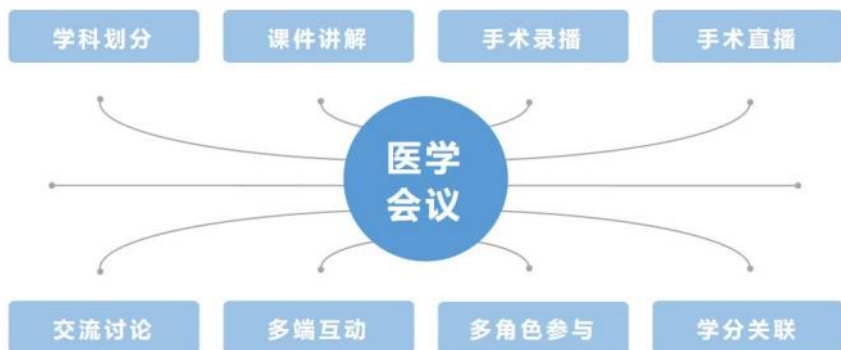 学科划分
课件讲解
手术录播
手术直播
医学
会议
交流讨论
多端互动
多角色参与
学分关联